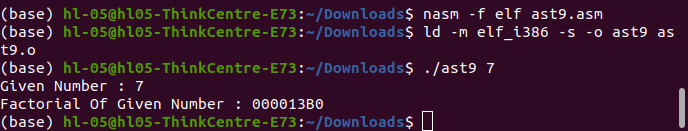 (base) hl-05@hl05-ThinkCentre-E73:~/Downloads$ nasm -f elf ast9.asm
(base) hl-05@hl05-ThinkCentre-E73:~/Downloads$ ld -m elf_i386 -s -o ast9 as
t9.o
(base) hl-05@hl05-ThinkCentre-E73:~/Downloads$ ./ast9 7
Given Number : 7
Factorial Of Given Number : 000013B0
(base) hl-05@hl05-ThinkCentre-E73:~/Downloads$